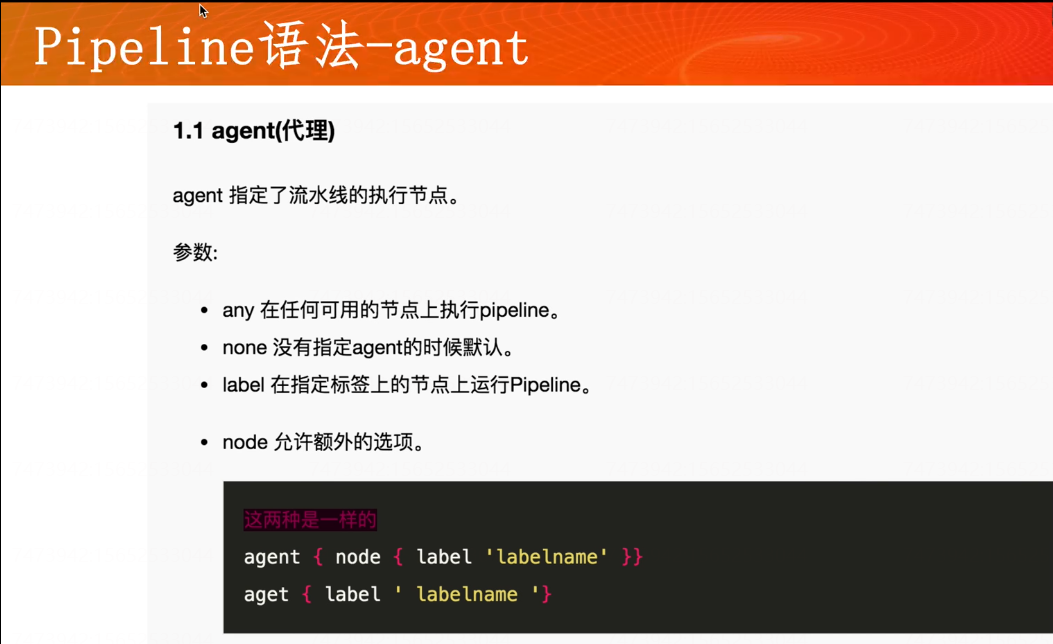 Pipeline语法-agent
1.1 agent(代理)
agent 指定了流水线的执行节点。
参数:
• any 在任何可用的节点上执行pipeline。
• none 没有指定agent的时候默认。
• label 在指定标签上的节点上运行Pipeline。
• node 允许额外的选项。
这两种是一样的
agent { node { label 'labelname' }}
aget { label ' labelname '}